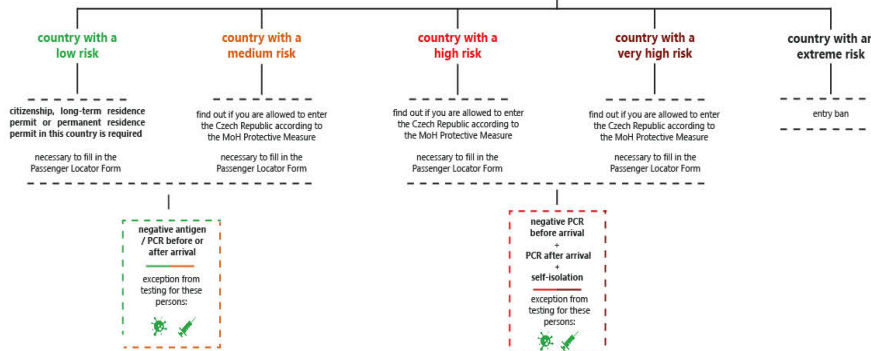 country with a
low risk
country with a
medium risk
country with a
high risk
country with a
very high risk
country with an
extreme risk
citizenship, long-term residence
permit or permanent residence
permit in this country is required
necessary to fill in the
Passenger Locator Form
find out if you are allowed to enter
the Czech Republic according to
the MoH Protective Measure
necessary to fill in the
Passenger Locator Form
find out if you are allowed to enter
the Czech Republic according to
the MoH Protective Measure
necessary to fill in the
Passenger Locator Form
find out if you are allowed to enter
the Czech Republic according to
the MoH Protective Measure
necessary to fill in the
Passenger Locator Form
entry ban
negative antigen
/ PCR before or
after arrival
exception from
testing for these
persons:
negative PCR
before arrival
+
PCR after arrival
+
self-isolation
exception from
testing for these
persons: